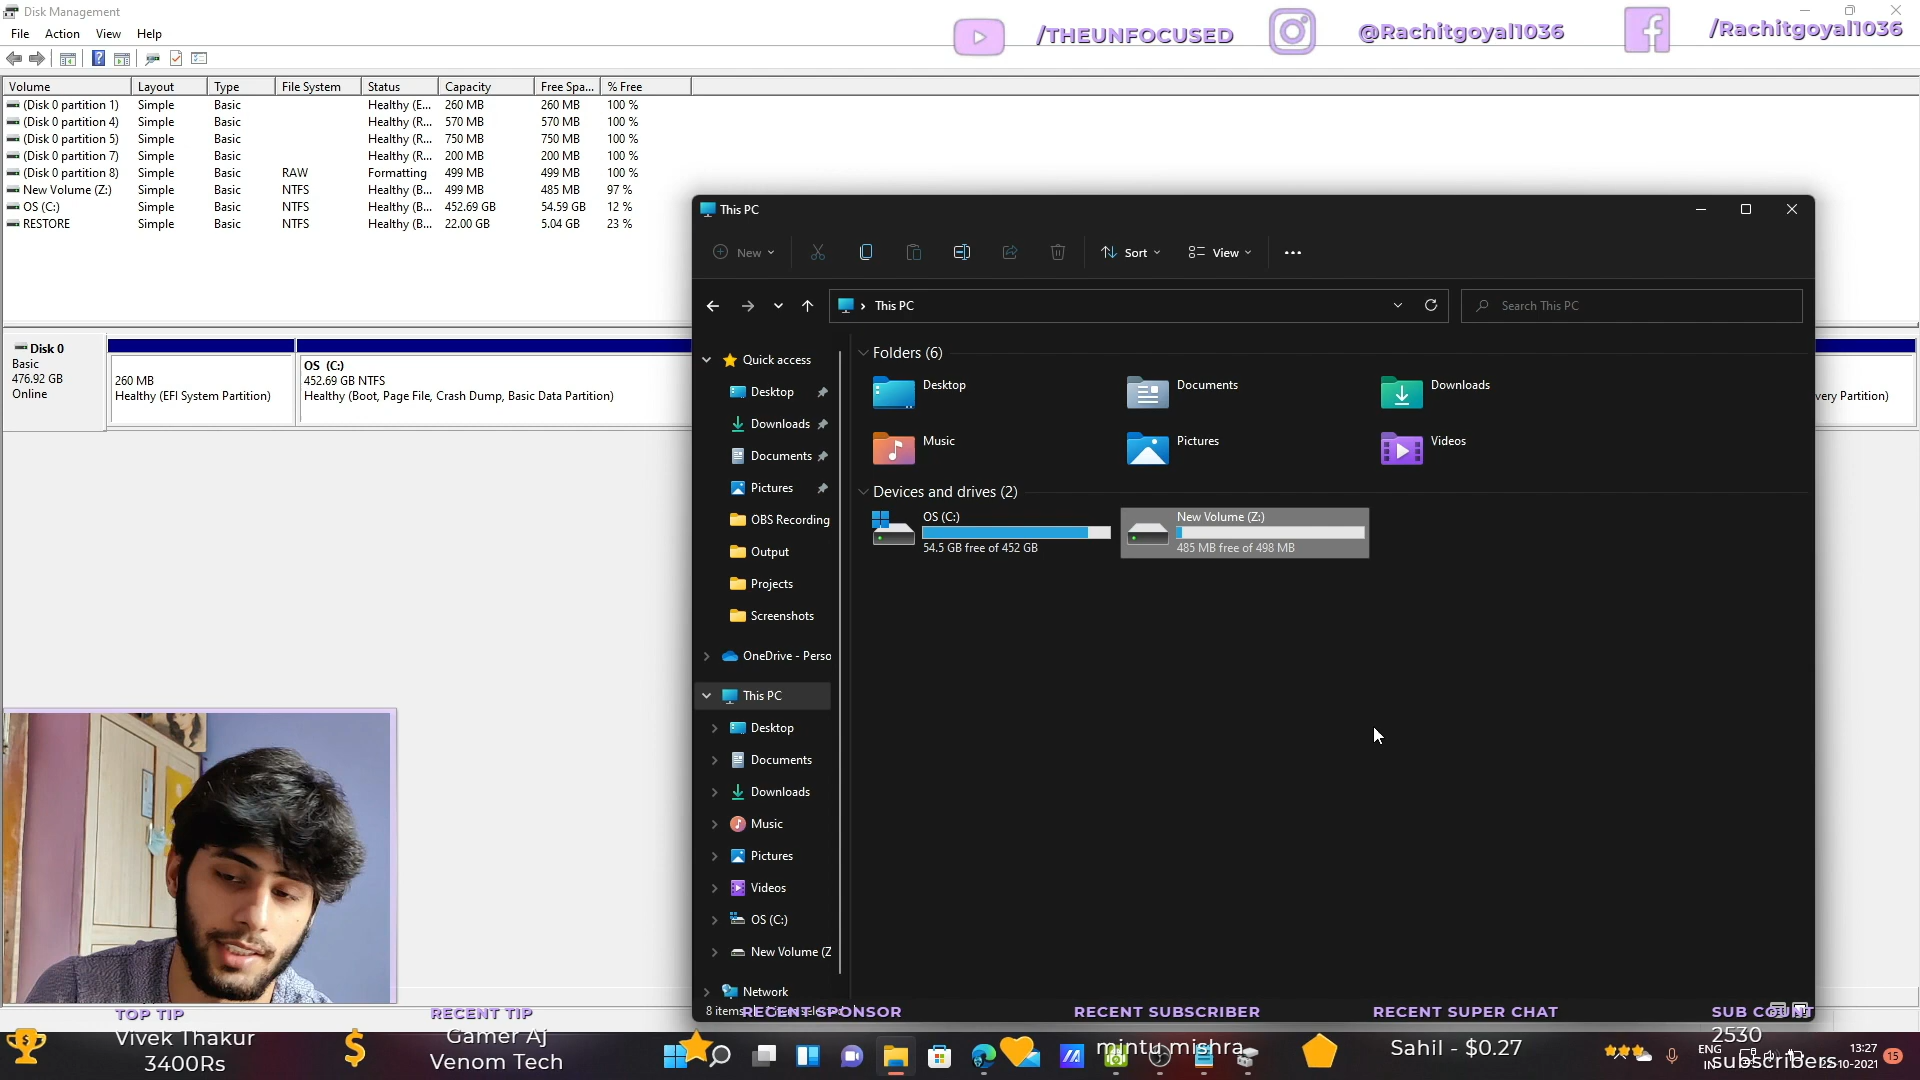 Disk Management
File Action View Help
/THEUNFOCUSED
@Rachitgoyal1036
/Rachitgoyal1036
Volume Layout Type File System Status Capacity Free Spa... % Free
(Disk 0 partition 1) Simple Basic Healthy (E... 260 MB 260 MB 100 %
(Disk 0 partition 4) Simple Basic Healthy (R... 570 MB 570 MB 100 %
(Disk 0 partition 5) Simple Basic Healthy (R... 750 MB 750 MB 100 %
(Disk 0 partition 7) Simple Basic Healthy (R... 200 MB 200 MB 100 %
(Disk 0 partition 8) Simple Basic RAW Formatting 499 MB 499 MB 100 %
New Volume (Z:) Simple Basic NTFS Healthy (B... 499 MB 485 MB 97 %
OS (C:) Simple Basic NTFS Healthy (B... 452.69 GB 54.59 GB 12 %
RESTORE Simple Basic NTFS Healthy (B... 22.00 GB 5.04 GB 23 %
Disk 0
Basic
476.92 GB
Online
260 MB
Healthy (EFI System Partition)
OS (C:)
452.69 GB NTFS
Healthy (Boot, Page File, Crash Dump, Basic Data Partition)
very Partition)
This PC
New Sort View
This PC
Search This PC
Quick access
Desktop
Downloads
Documents
Pictures
OBS Recording
Output
Projects
Screenshots
OneDrive - Perso
This PC
Desktop
Documents
Downloads
Music
Pictures
Videos
OS (C:)
New Volume (Z
Network
Folders (6)
Desktop Documents Downloads
Music Pictures Videos
Devices and drives (2)
OS (C:)
54.5 GB free of 452 GB
New Volume (Z:)
485 MB free of 498 MB
8 items
TOP TIP
Vivek Thakur
3400Rs
RECENT TIP
Gamer Aj
Venom Tech
RECENT SPONSOR
RECENT SUBSCRIBER
mintu mishra
RECENT SUPER CHAT
Sahil - $0.27
SUB COUNT
2530
subscribers
ENG
IN
13:27
-10-2021
15